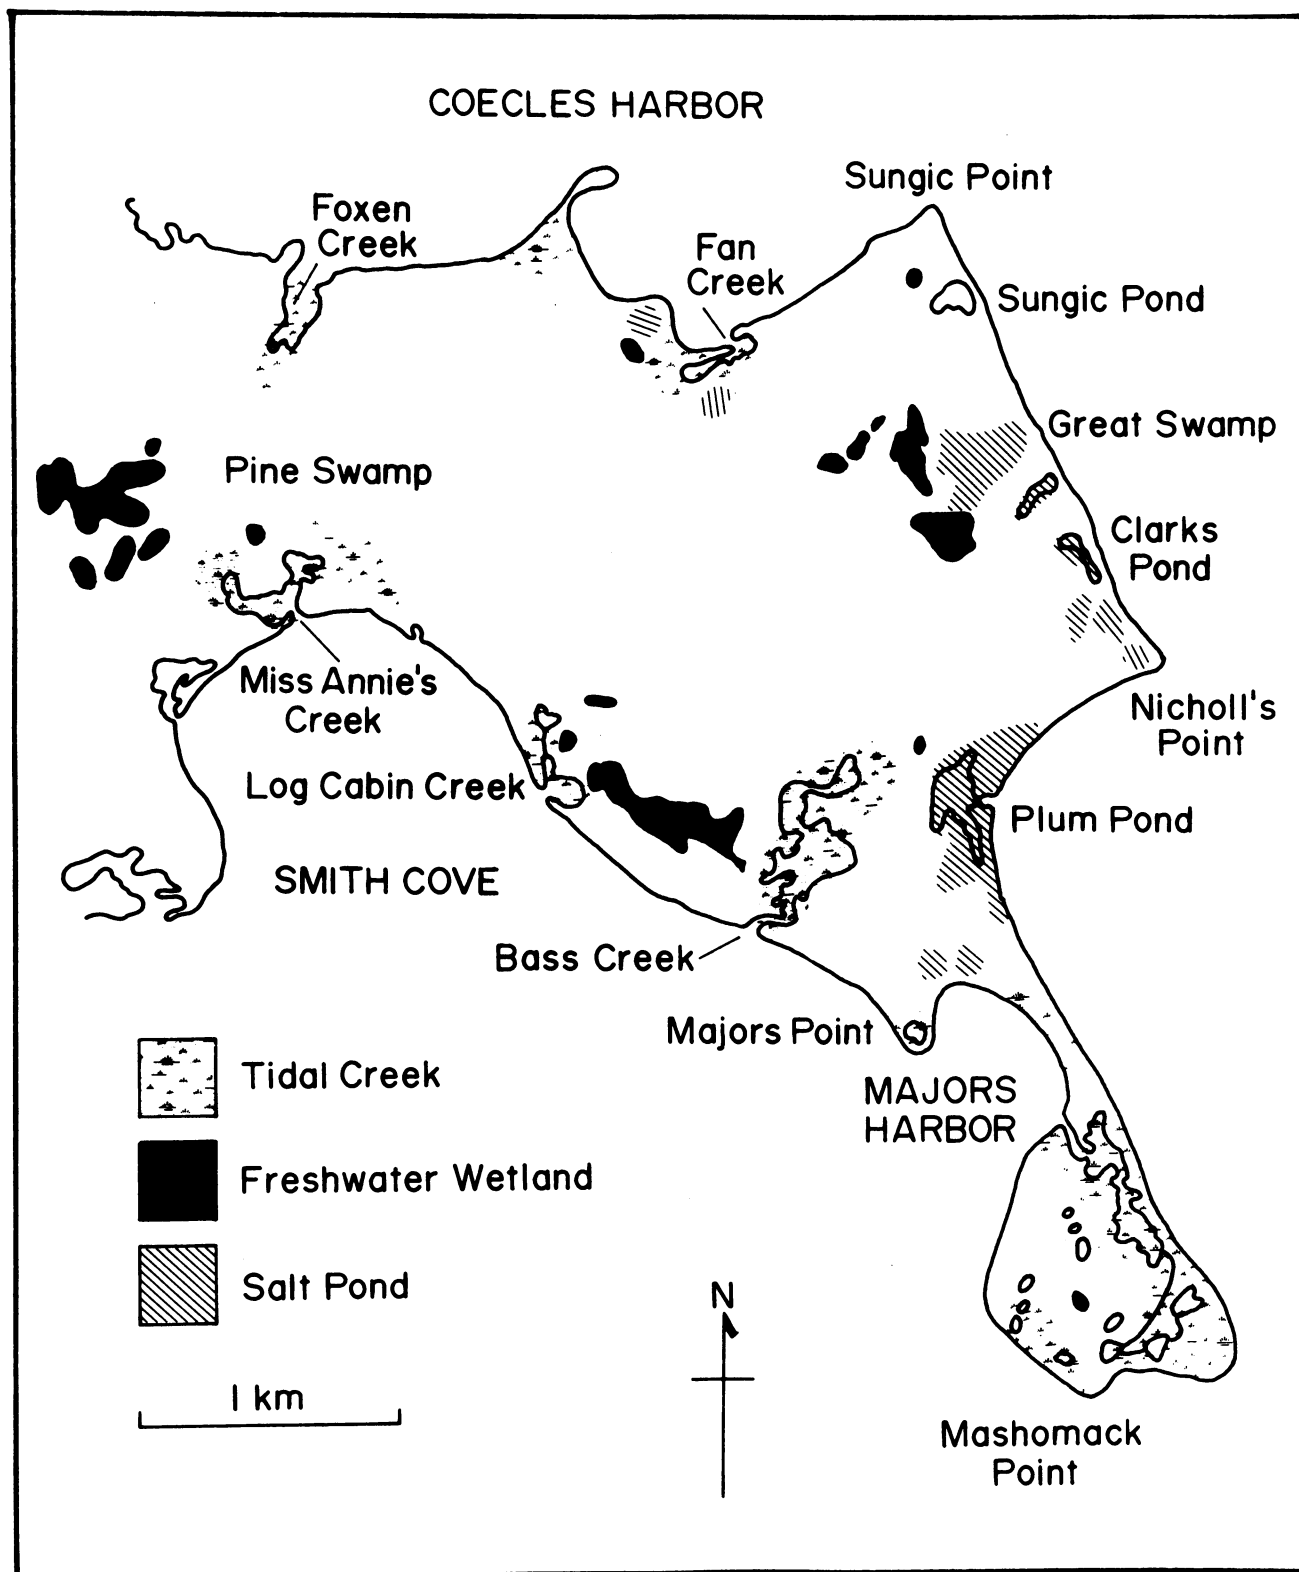 COECLES HARBOR
Sungic Point
Foxen
Creek
Fan
Creek
Sungic Pond
Great Swamp
Pine Swamp
Clarks
Pond
Miss Annie's
Creek
Nicholl's
Point
Log Cabin Creek
Plum Pond
SMITH COVE
Bass Creek
Majors Point
MAJORS
HARBOR
Tidal Creek
Freshwater Wetland
Salt Pond
N
1 km
Mashomack
Point